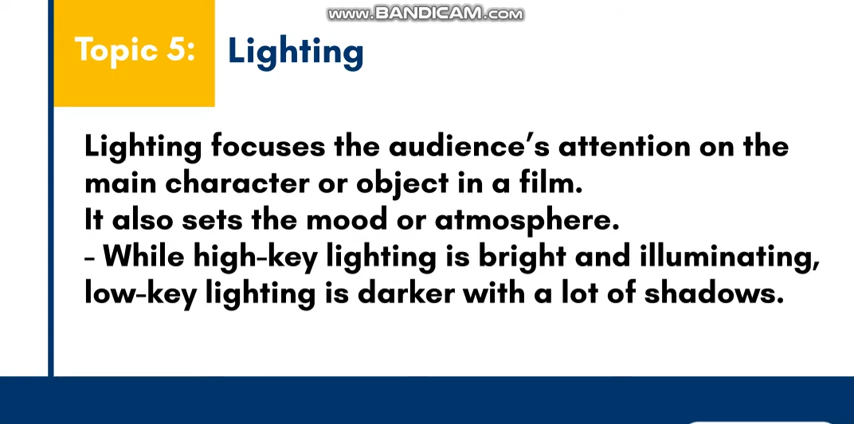 www.BANDICAM.com
Topic 5: Lighting
Lighting focuses the audience’s attention on the
main character or object in a film.
It also sets the mood or atmosphere.
- While high-key lighting is bright and illuminating,
low-key lighting is darker with a lot of shadows.